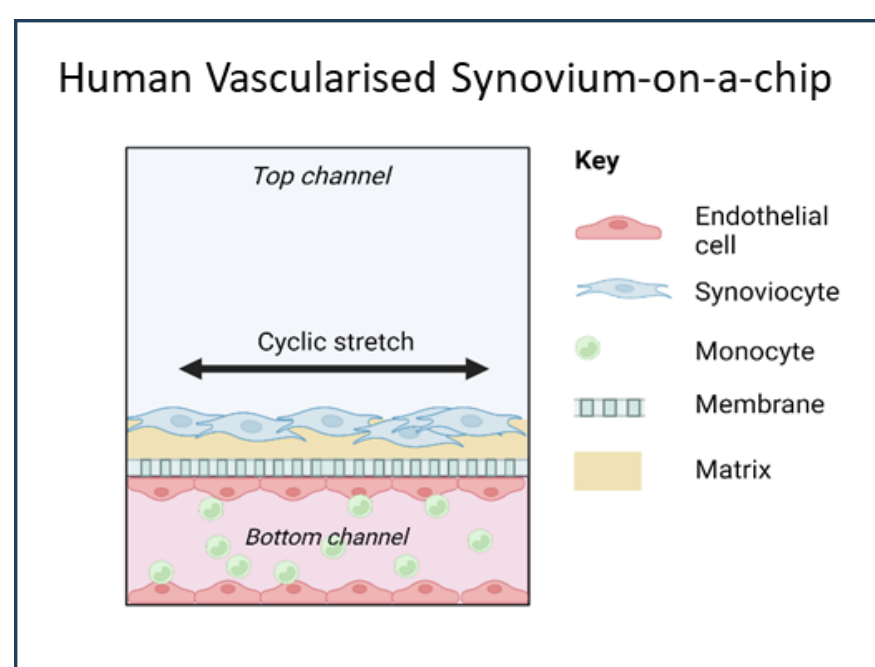 Human Vascularised Synovium-on-a-chip
Top channel
Cyclic stretch
Bottom channel
Key
Endothelial
cell
Synoviocyte
Monocyte
Membrane
Matrix